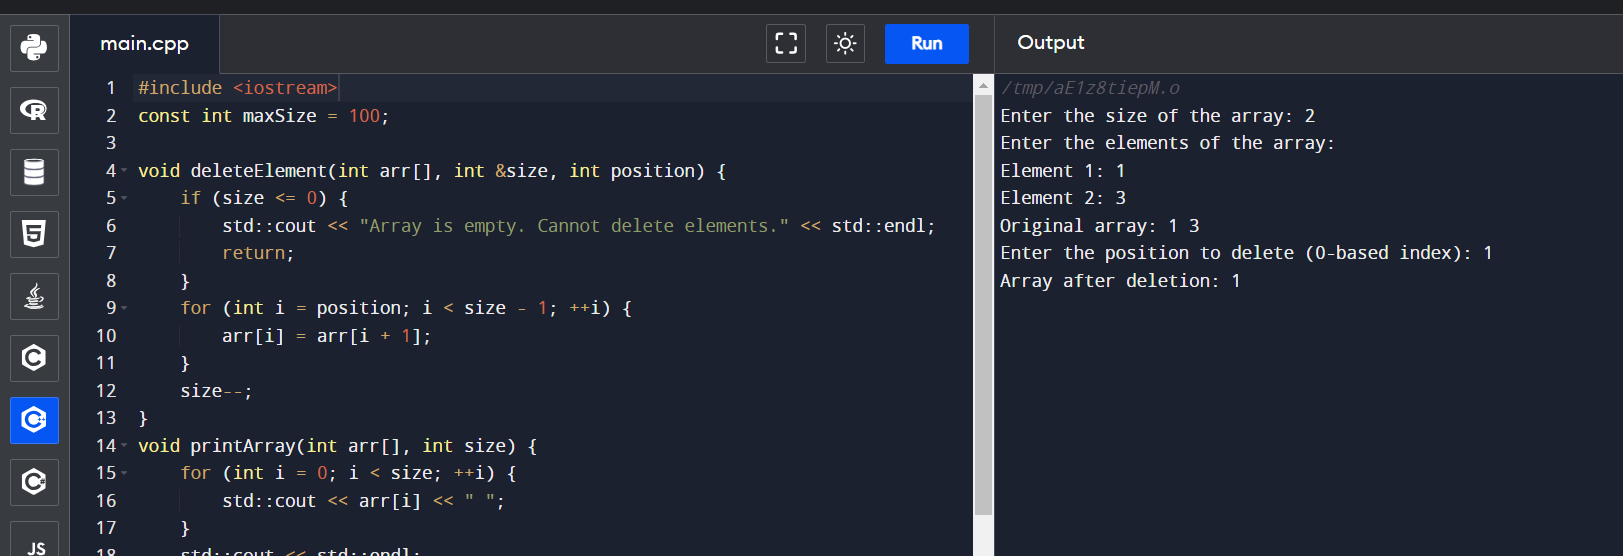 main.cpp
Run
Output
1 #include <iostream>
2 const int maxSize = 100;
3
4 void deleteElement(int arr[], int &size, int position) {
5 if (size <= 0) {
6 std::cout << "Array is empty. Cannot delete elements." << std::endl;
7 return;
8 }
9 for (int i = position; i < size - 1; ++i) {
10 arr[i] = arr[i + 1];
11 }
12 size--;
13 }
14 void printArray(int arr[], int size) {
15 for (int i = 0; i < size; ++i) {
16 std::cout << arr[i] << " ";
17 }
18 std::cout << std::endl;
/tmp/aE1z8tiepM.o
Enter the size of the array: 2
Enter the elements of the array:
Element 1: 1
Element 2: 3
Original array: 1 3
Enter the position to delete (0-based index): 1
Array after deletion: 1
R
5
C
C++
C#
JS